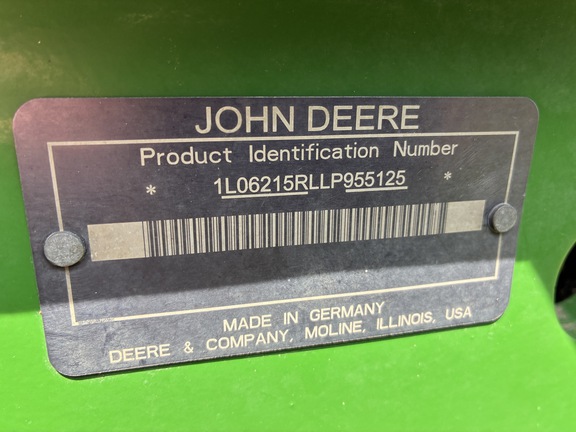 JOHN DEERE
Product Identification Number
* 1L06215RLLP955125 *
MADE IN GERMANY
DEERE & COMPANY, MOLINE, ILLINOIS, USA